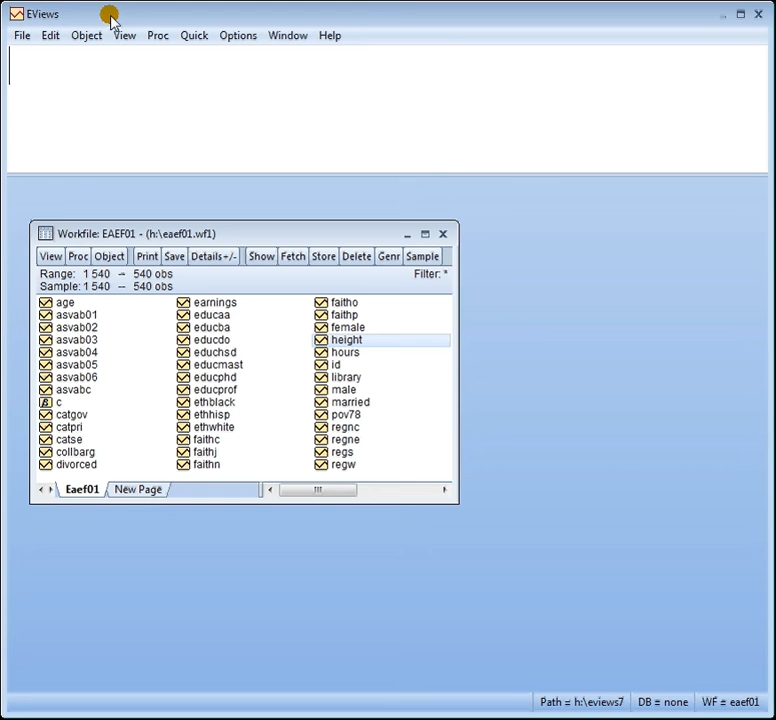 EViews
File Edit Object View Proc Quick Options Window Help
Workfile: EAEF01 - (h:\eaef01.wf1)
View Proc Object Print Save Details+/- Show Fetch Store Delete Genr Sample
Range: 1 540 -- 540 obs Filter: *
Sample: 1 540 -- 540 obs
age earnings faitho
asvab01 educaa faithp
asvab02 educba female
asvab03 educdo height
asvab04 educhsd hours
asvab05 educmast id
asvab06 educphd library
asvabc educprof male
c ethblack married
catgov ethhisp pov78
catpri ethwhite regnc
catse faithc regne
collbarg faithj regs
divorced faithn regw
Eaef01 New Page
Path = h:\eviews7 DB = none WF = eaef01